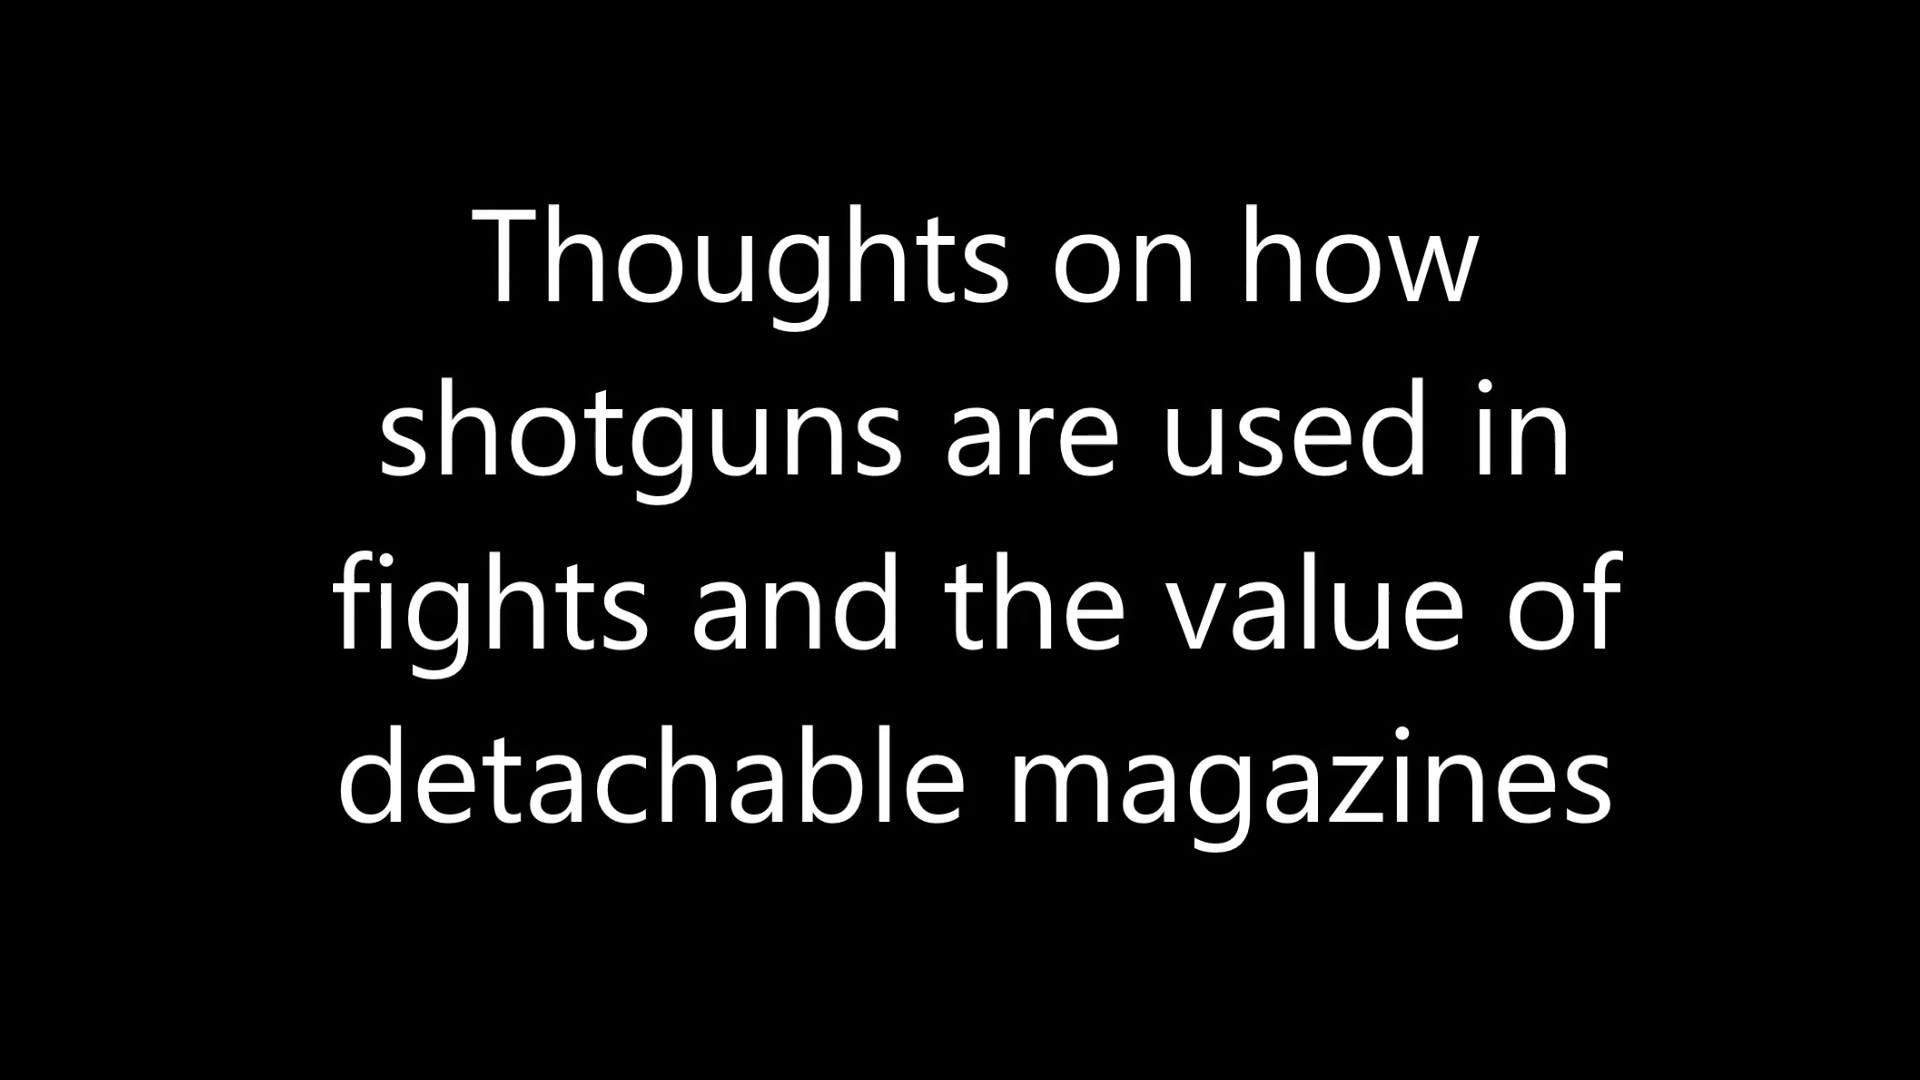 Thoughts on how
shotguns are used in
fights and the value of
detachable magazines